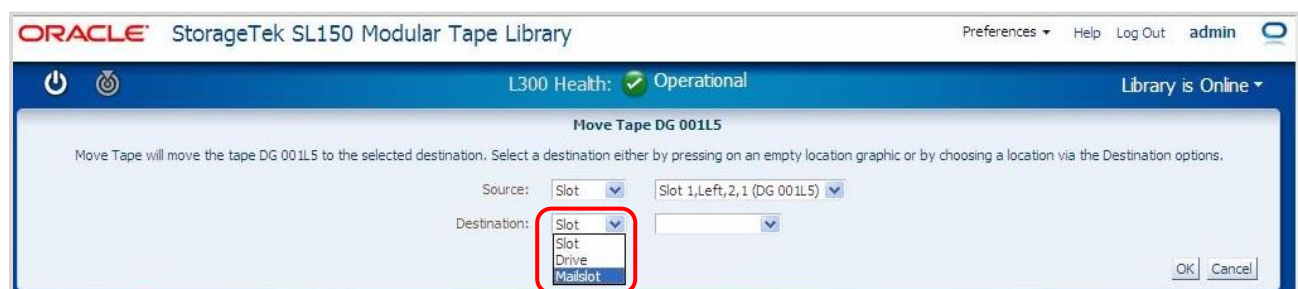 ORACLE® StorageTek SL150 Modular Tape Library Preferences Help Log Out admin
L300 Health: Operational Library is Online
Move Tape DG 001L5
Move Tape will move the tape DG 001L5 to the selected destination. Select a destination either by pressing on an empty location graphic or by choosing a location via the Destination options.
Source: Slot Slot 1,Left,2,1 (DG 001L5)
Destination: Slot
Slot
Drive
Mailslot
OK Cancel